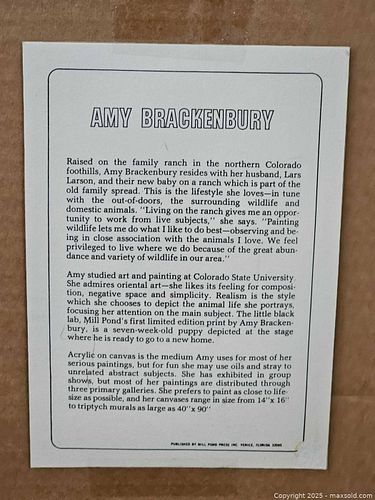 AMY BRACKENBURY
Raised on the family ranch in the northern Colorado
foothills, Amy Brackenbury resides with her husband, Lars
Larson, and their new baby on a ranch which is part of the
old family spread. This is the lifestyle she loves—in tune
with the out-of-doors, the surrounding wildlife and
domestic animals. "Living on the ranch gives me an oppor-
tunity to work from live subjects," she says. "Painting
wildlife lets me do what I like to do best—observing and be-
ing in close association with the animals I love. We feel
privileged to live where we do because of the great abun-
dance and variety of wildlife in our area."
Amy studied art and painting at Colorado State University.
She admires oriental art—she likes its feeling for composi-
tion, negative space and simplicity. Realism is the style
which she chooses to depict the animal life she portrays,
focusing her attention on the main subject. The little black
lab, Mill Pond's first limited edition print by Amy Bracken-
bury, is a seven-week-old puppy depicted at the stage
where he is ready to go to a new home.
Acrylic on canvas is the medium Amy uses for most of her
serious paintings, but for fun she may use oils and stray to
unrelated abstract subjects. She has exhibited in group
shows, but most of her paintings are distributed through
three primary galleries. She prefers to paint as close to life-
size as possible, and her canvases range in size from 14"x 16"
to triptych murals as large as 40"x 90"
PUBLISHED BY MILL POND PRESS INC. VENICE, FLORIDA 33595
Copyright 2025 - maxsold.com